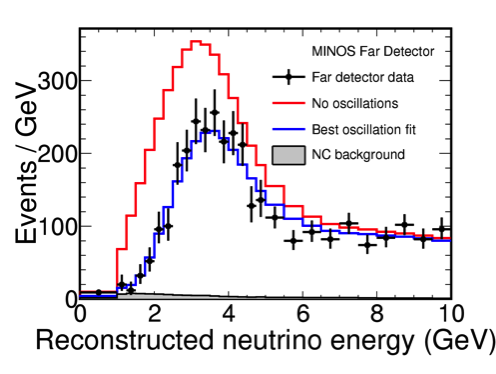 MINOS Far Detector
Far detector data
No oscillations
Best oscillation fit
NC background
Events / GeV
300
200
100
0
0 2 4 6 8 10
Reconstructed neutrino energy (GeV)